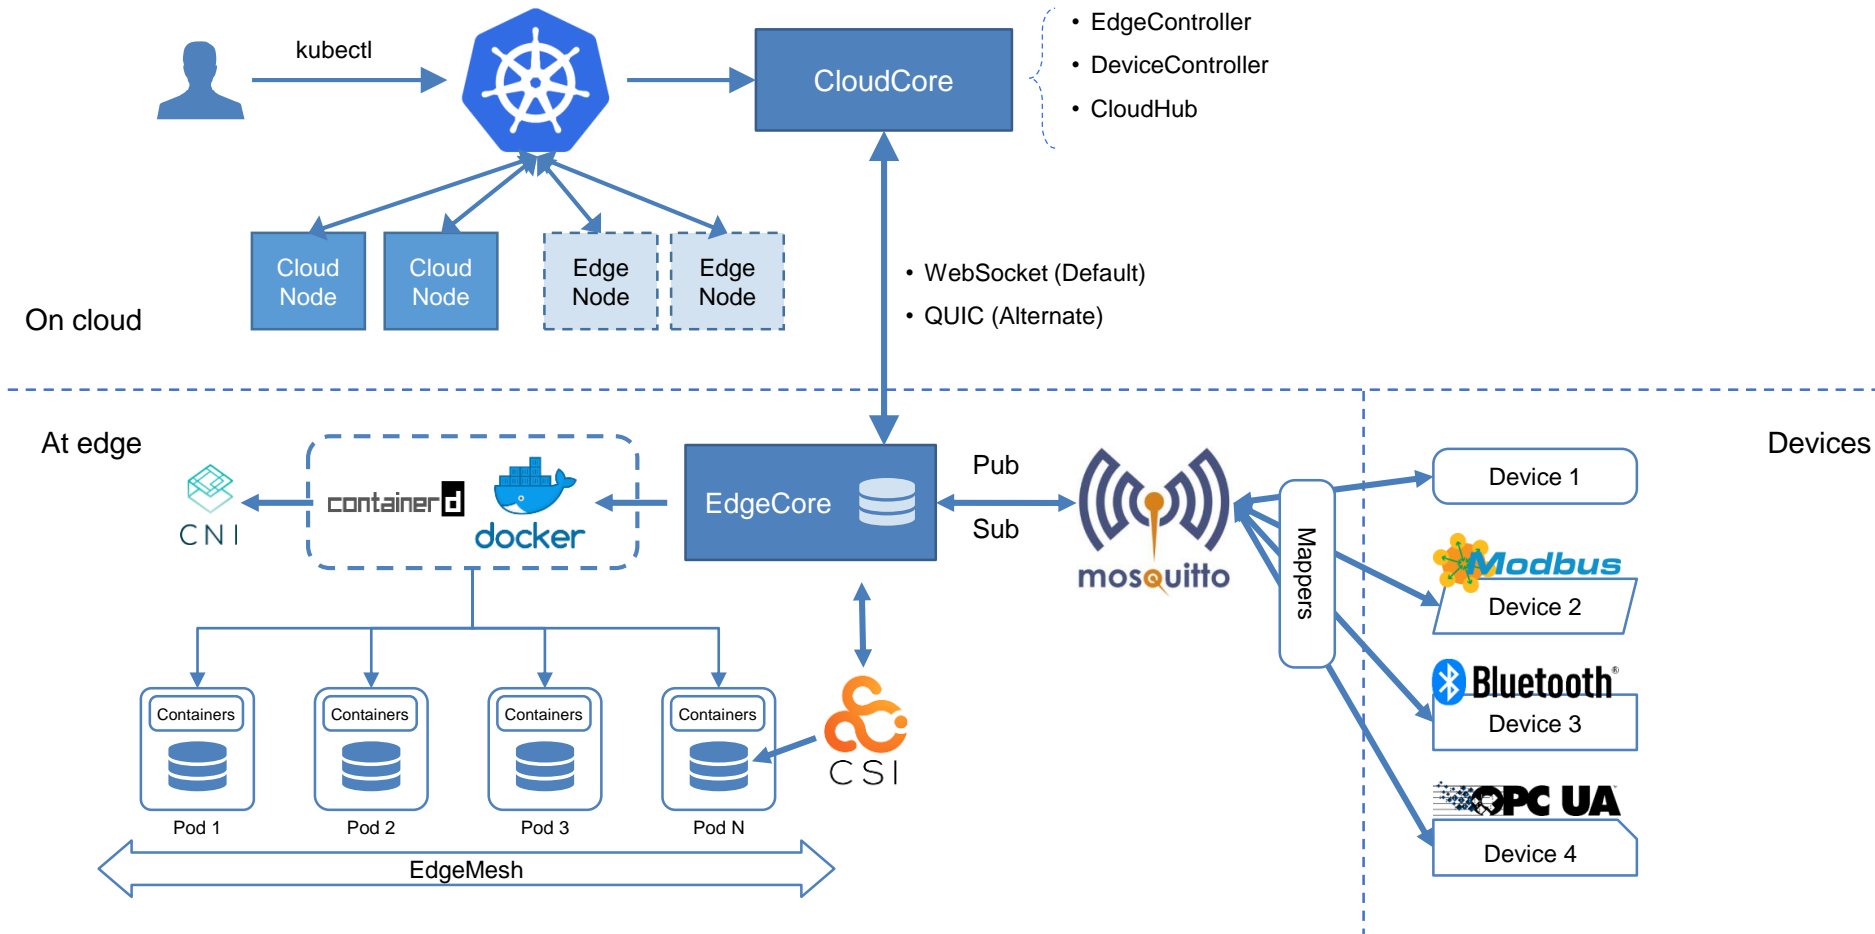 kubectl
CloudCore
• EdgeController
• DeviceController
• CloudHub
Cloud
Node
Cloud
Node
Edge
Node
Edge
Node
• WebSocket (Default)
• QUIC (Alternate)
On cloud
At edge
Devices
CNI
containerd
docker
EdgeCore
Pub
Sub
mosquitto
Mappers
Device 1
Modbus
Device 2
Bluetooth®
Device 3
OPC UA
Device 4
Containers
Containers
Containers
Containers
CSI
Pod 1
Pod 2
Pod 3
Pod N
EdgeMesh